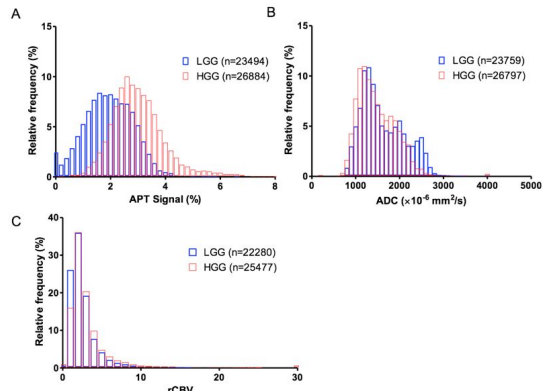 A
15
10
5
0
Relative frequency (%)
LGG (n=23494)
HGG (n=26884)
0 2 4 6 8
APT Signal (%)
B
15
10
5
0
Relative frequency (%)
LGG (n=23759)
HGG (n=26797)
0 1000 2000 3000 4000 5000
ADC (×10⁻⁶ mm²/s)
C
40
30
20
10
0
Relative frequency (%)
LGG (n=22280)
HGG (n=25477)
0 10 20 30
rCBV